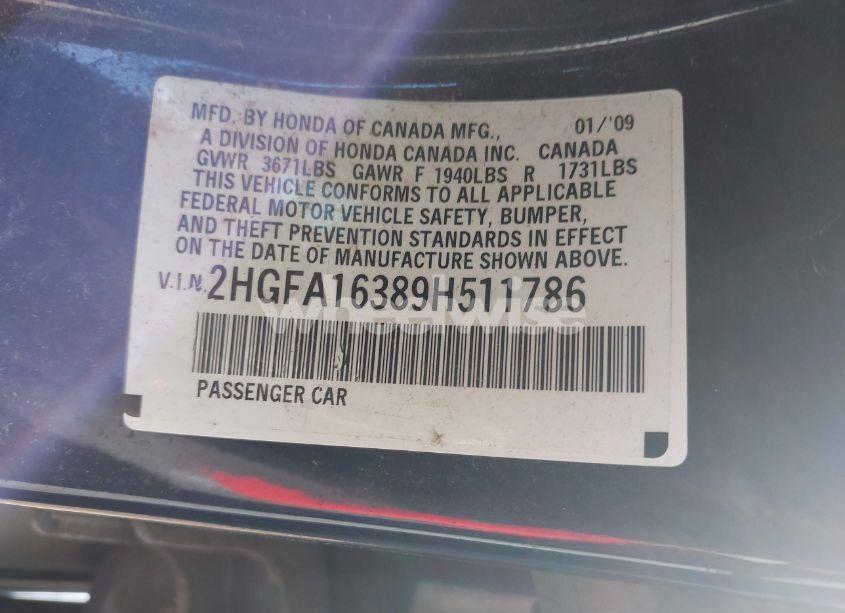 MFD. BY HONDA OF CANADA MFG., 01/'09
A DIVISION OF HONDA CANADA INC. CANADA
GVWR 3671LBS GAWR F 1940LBS R 1731LBS
THIS VEHICLE CONFORMS TO ALL APPLICABLE
FEDERAL MOTOR VEHICLE SAFETY, BUMPER,
AND THEFT PREVENTION STANDARDS IN EFFECT
ON THE DATE OF MANUFACTURE SHOWN ABOVE.
V.I.N. 2HGFA16389H511786
wheelwise
PASSENGER CAR